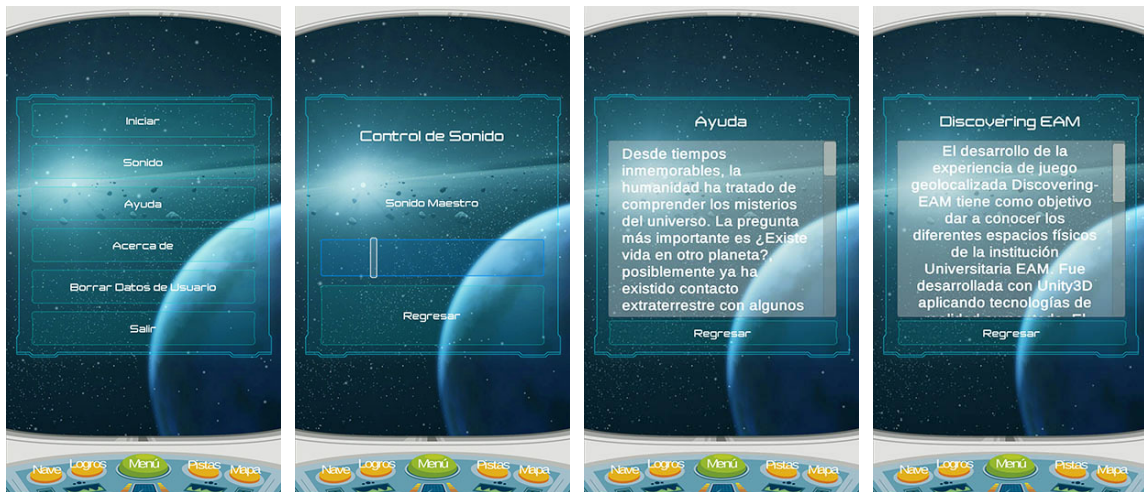 Iniciar
Sonido
Ayuda
Acerca de
Borrar Datos de Usuario
Salir
Nave
Logros
Menú
Pistas
Mapa
Control de Sonido
Sonido Maestro
Regresar
Nave
Logros
Menú
Pistas
Mapa
Ayuda
Desde tiempos
inmemorables, la
humanidad ha tratado de
comprender los misterios
del universo. La pregunta
más importante es ¿Existe
vida en otro planeta?,
posiblemente ya ha
existido contacto
extraterrestre con algunos
Regresar
Nave
Logros
Menú
Pistas
Mapa
Discovering EAM
El desarrollo de la
experiencia de juego
geolocalizada Discovering-
EAM tiene como objetivo
dar a conocer los
diferentes espacios físicos
de la institución
Universitaria EAM. Fue
desarrollada con Unity3D
aplicando tecnologías de
Regresar
Nave
Logros
Menú
Pistas
Mapa